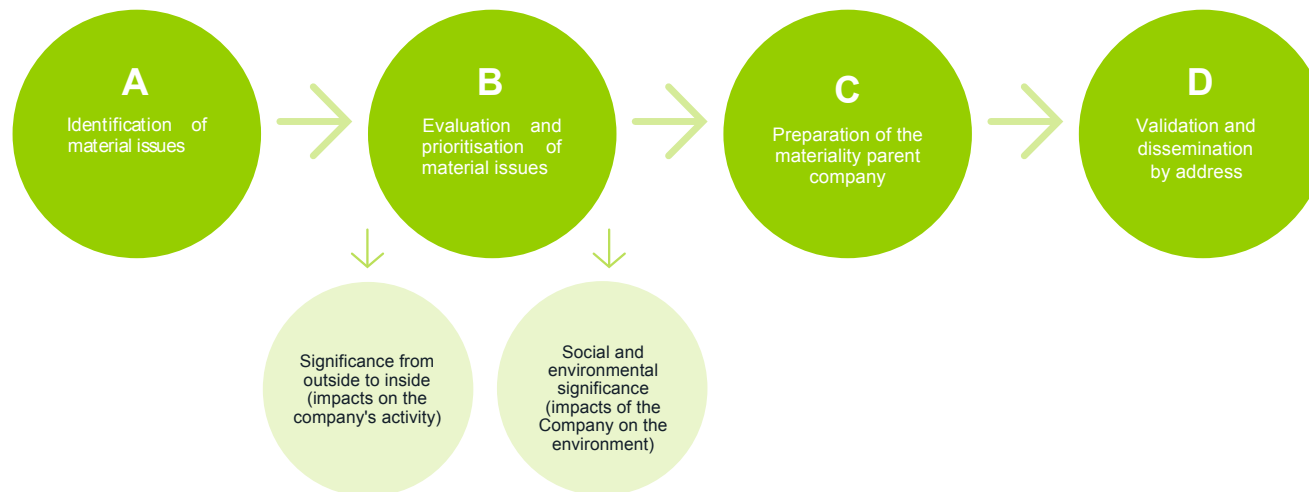 A
Identification of
material issues
B
Evaluation and
prioritisation of
material issues
C
Preparation of the
materiality parent
company
D
Validation and
dissemination
by address
Significance from
outside to inside
(impacts on the
company's activity)
Social and
environmental
significance
(impacts of the
Company on the
environment)